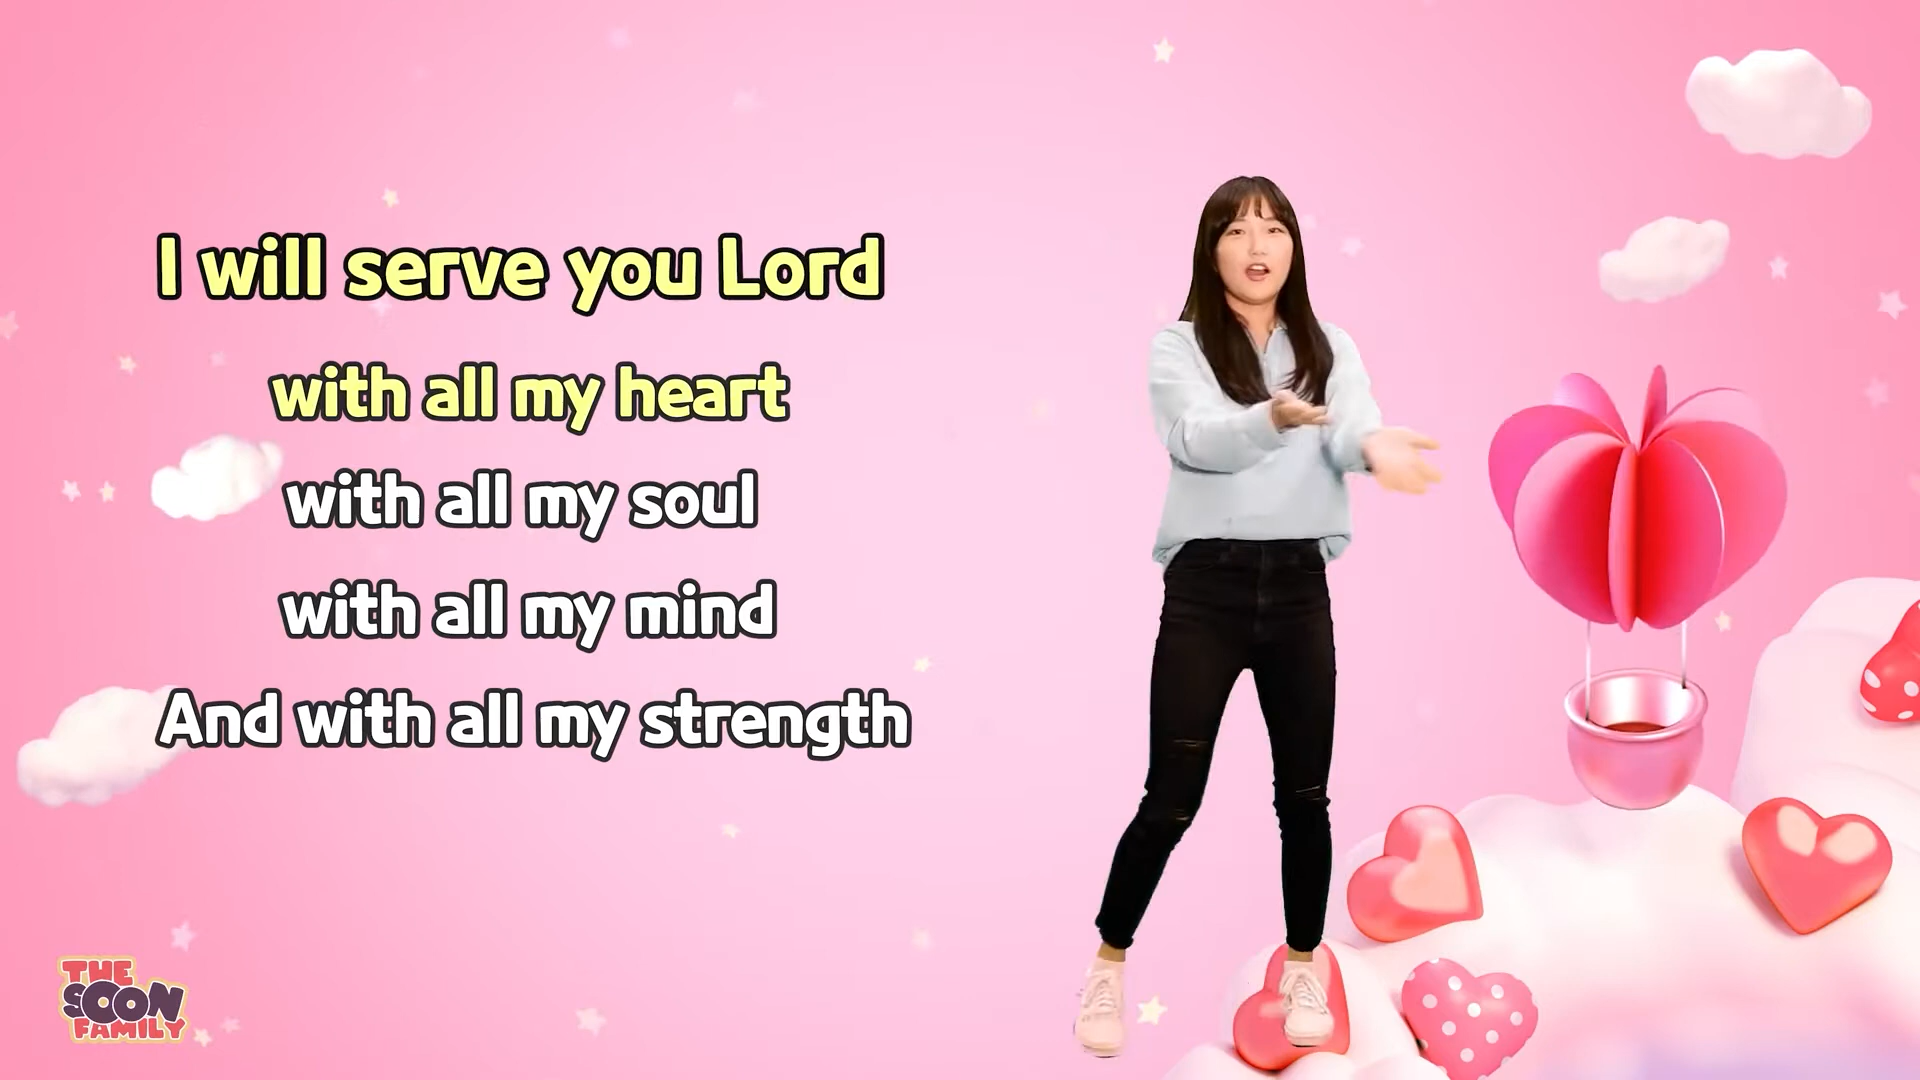 I will serve you Lord
with all my heart
with all my soul
with all my mind
And with all my strength
THE
SOON
FAMILY